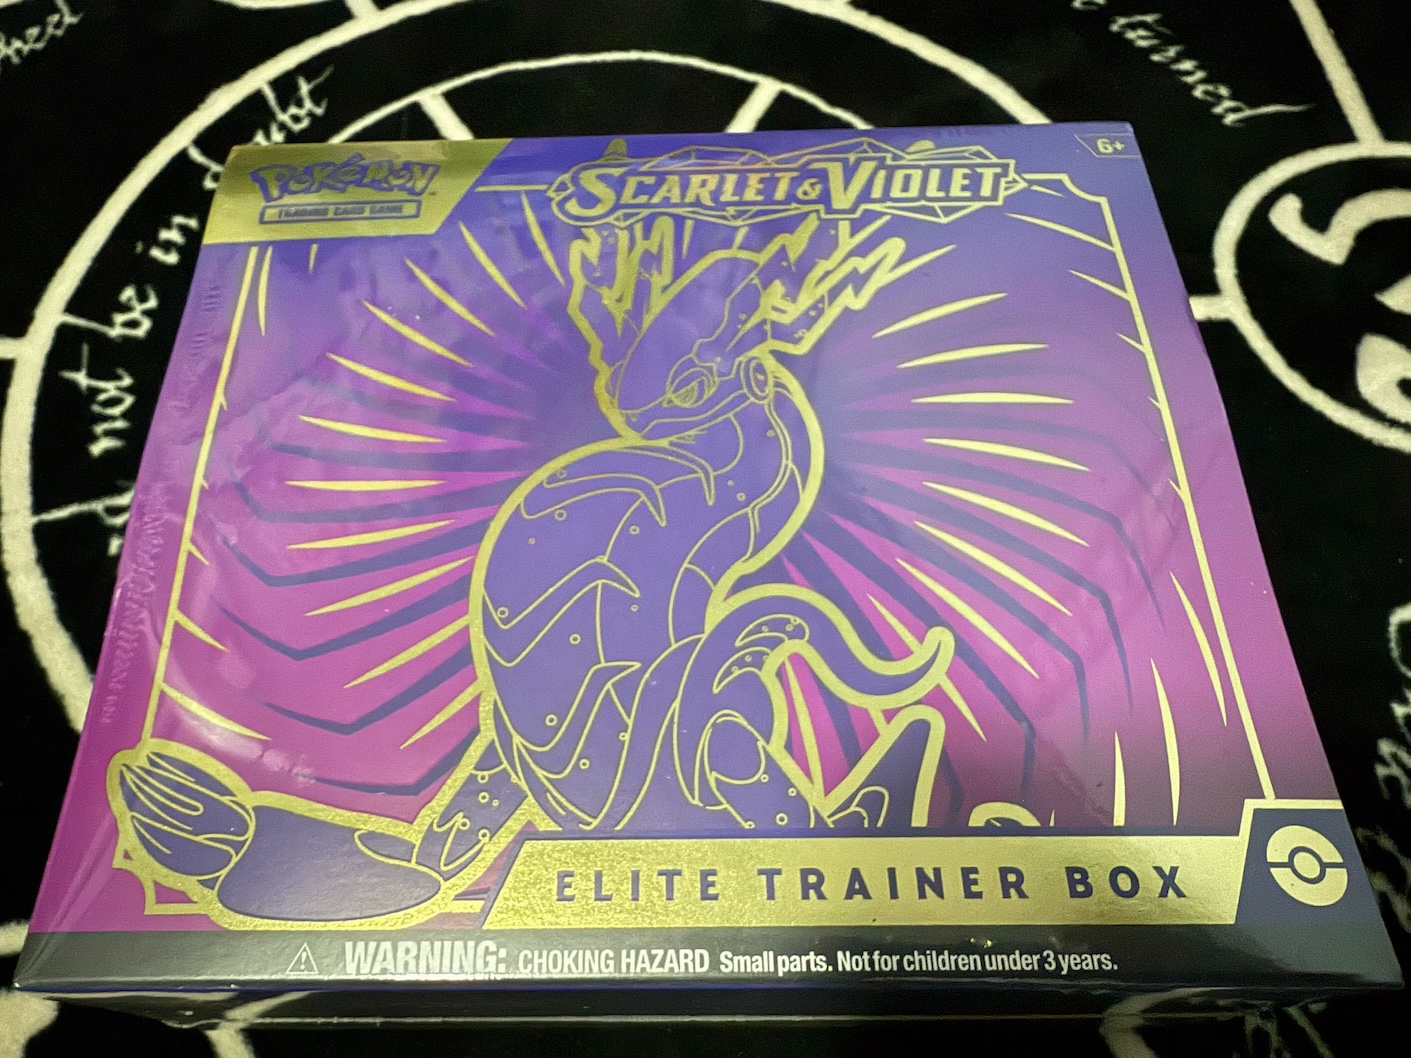 Pokémon
TRADING CARD GAME
SCARLET & VIOLET
6+
ELITE TRAINER BOX
WARNING: CHOKING HAZARD Small parts. Not for children under 3 years.
not be in doubt
turned